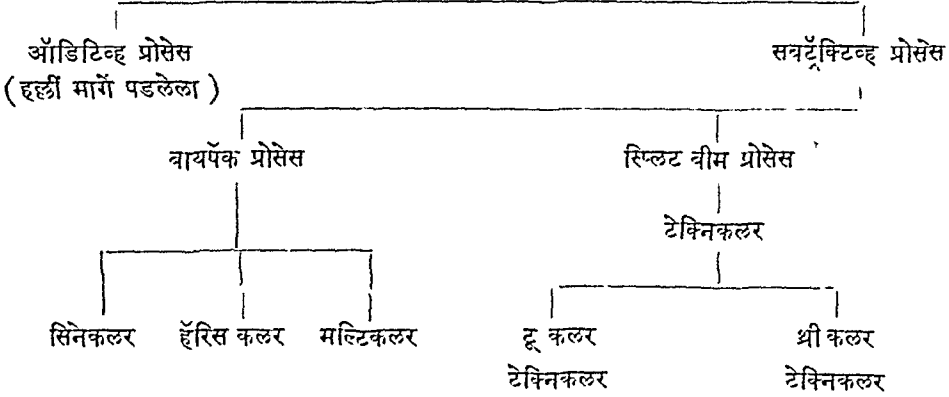 ऑडिटिव्ह प्रोसेस सबट्रॅक्टिव्ह प्रोसेस
(हल्लीं मागें पडलेला)
बायपॅक प्रोसेस स्प्लिट बीम प्रोसेस
टेक्निकलर
सिनेकलर हॅरिस कलर मल्टिकलर टू कलर थ्री कलर
टेक्निकलर टेक्निकलर